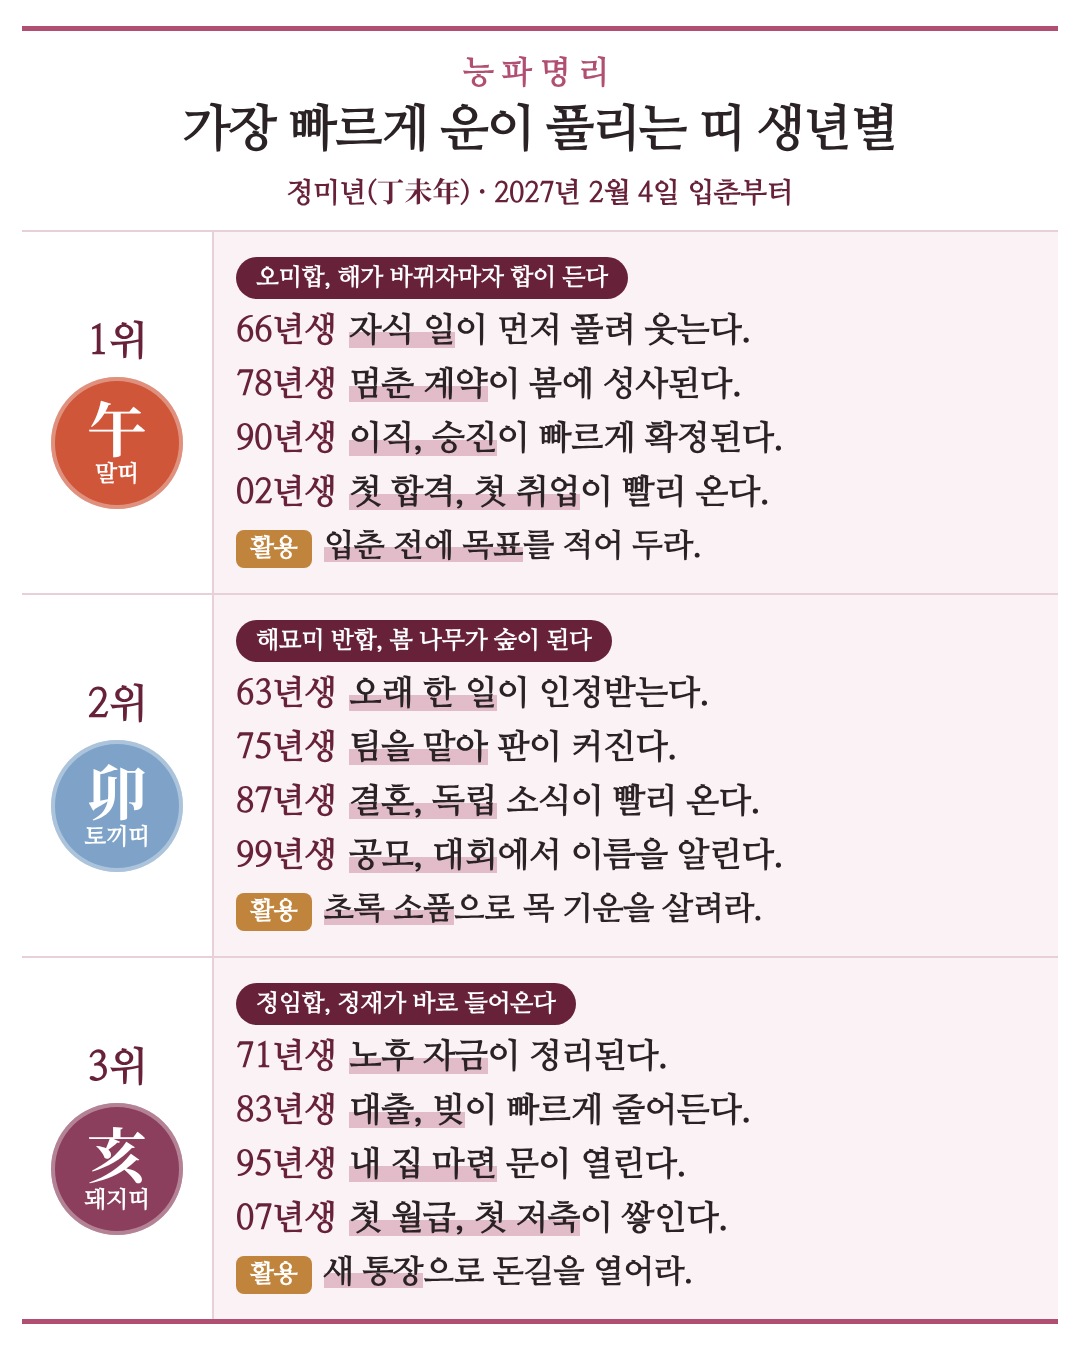 능파명리
가장 빠르게 운이 풀리는 띠 생년별
정미년(丁未年) · 2027년 2월 4일 입춘부터
1위
午
말띠
오미합, 해가 바뀌자마자 합이 든다
66년생 자식 일이 먼저 풀려 웃는다.
78년생 멈춘 계약이 봄에 성사된다.
90년생 이직, 승진이 빠르게 확정된다.
02년생 첫 합격, 첫 취업이 빨리 온다.
활용 입춘 전에 목표를 적어 두라.
2위
卯
토끼띠
해묘미 반합, 봄 나무가 숲이 된다
63년생 오래 한 일이 인정받는다.
75년생 팀을 맡아 판이 커진다.
87년생 결혼, 독립 소식이 빨리 온다.
99년생 공모, 대회에서 이름을 알린다.
활용 초록 소품으로 목 기운을 살려라.
3위
亥
돼지띠
정임합, 정재가 바로 들어온다
71년생 노후 자금이 정리된다.
83년생 대출, 빚이 빠르게 줄어든다.
95년생 내 집 마련 문이 열린다.
07년생 첫 월급, 첫 저축이 쌓인다.
활용 새 통장으로 돈길을 열어라.